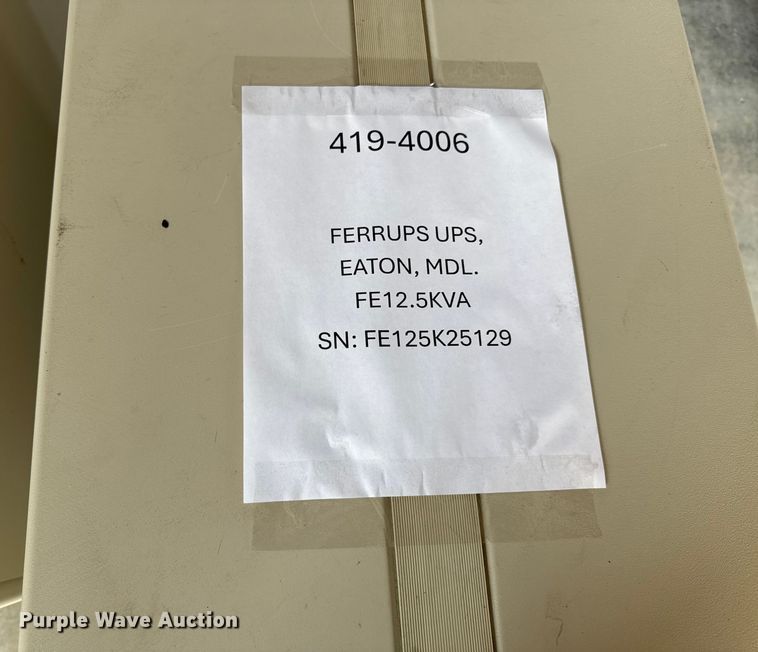 419-4006
FERRUPS UPS,
EATON, MDL.
FE12.5KVA
SN: FE125K25129
Purple Wave Auction